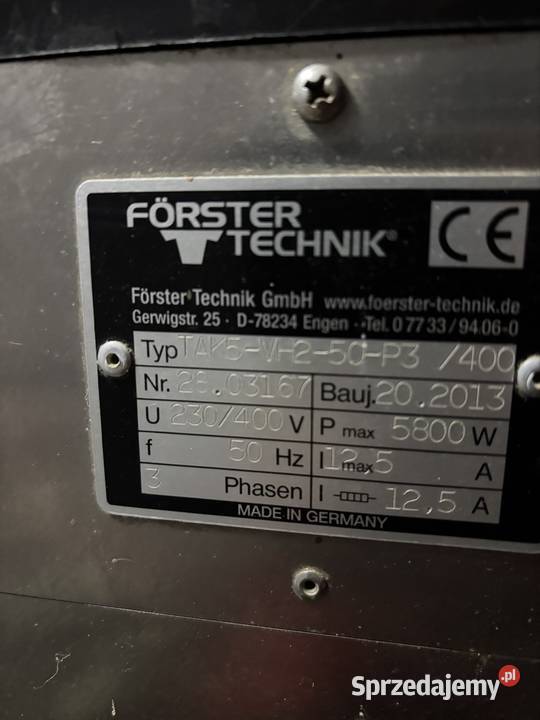 FÖRSTER
TECHNIK®
CE
Förster Technik GmbH www.foerster-technik.de
Gerwigstr. 25 · D-78234 Engen · Tel. 0 77 33 / 94 06-0
Typ TAK5-VH2-50-P3 /400
Nr. 28.03167 Bauj. 20.2013
U 230/400 V P max 5800 W
f 50 Hz I max 12,5 A
3 Phasen I 12,5 A
MADE IN GERMANY
Sprzedajemy.pl